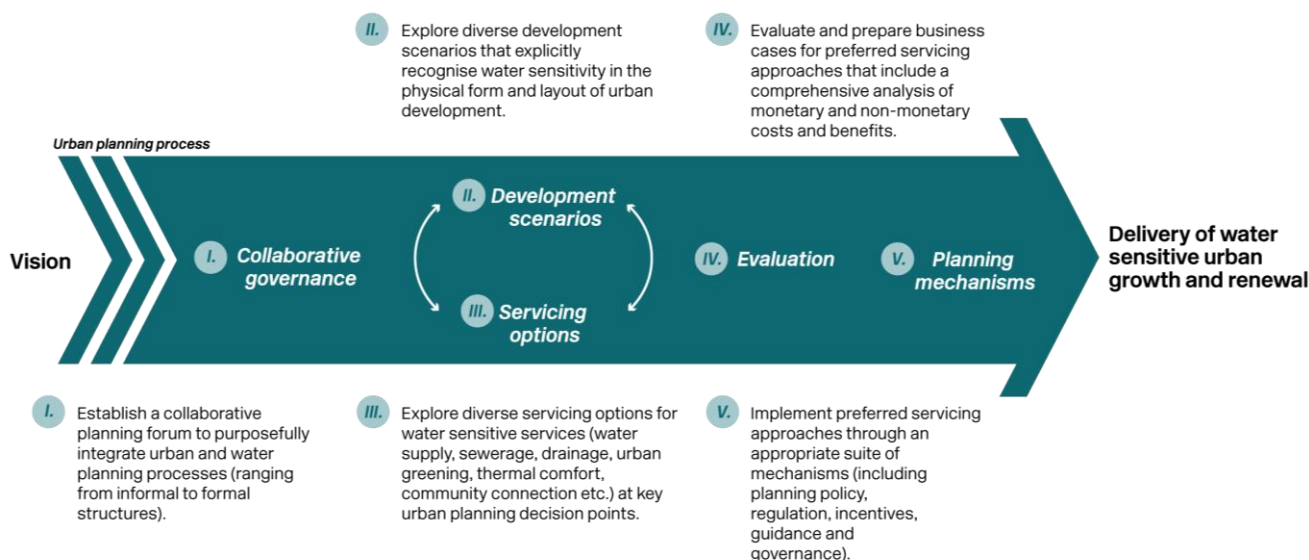 II. Explore diverse development
scenarios that explicitly
recognise water sensitivity in the
physical form and layout of urban
development.
IV. Evaluate and prepare business
cases for preferred servicing
approaches that include a
comprehensive analysis of
monetary and non-monetary
costs and benefits.
Urban planning process
Vision
I. Collaborative
governance
II. Development
scenarios
III. Servicing
options
IV. Evaluation
V. Planning
mechanisms
Delivery of water
sensitive urban
growth and renewal
I. Establish a collaborative
planning forum to purposefully
integrate urban and water
planning processes (ranging
from informal to formal
structures).
III. Explore diverse servicing options for
water sensitive services (water
supply, sewerage, drainage, urban
greening, thermal comfort,
community connection etc.) at key
urban planning decision points.
V. Implement preferred servicing
approaches through an
appropriate suite of
mechanisms (including
planning policy,
regulation, incentives,
guidance and
governance).